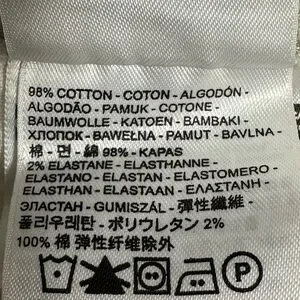 98% COTTON - COTON - ALGODÓN -
ALGODÃO - PAMUK - COTONE -
BAUMWOLLE - KATOEN - BAMBAKI -
ХЛОПОК - BAWEŁNA - PAMUT - BAVLNA -
棉 - 면 - 綿 98% - KAPAS
2% ELASTANE - ELASTHANNE -
ELASTANO - ELASTAN - ELASTOMERO -
ELASTHAN - ELASTAAN - ΕΛΑΣΤΑΝΗ -
ЭЛАСТАН - GUMISZÁL - 彈性纖維 -
폴리우레탄 - ポリウレタン 2%
100% 棉 弹性纤维除外
P